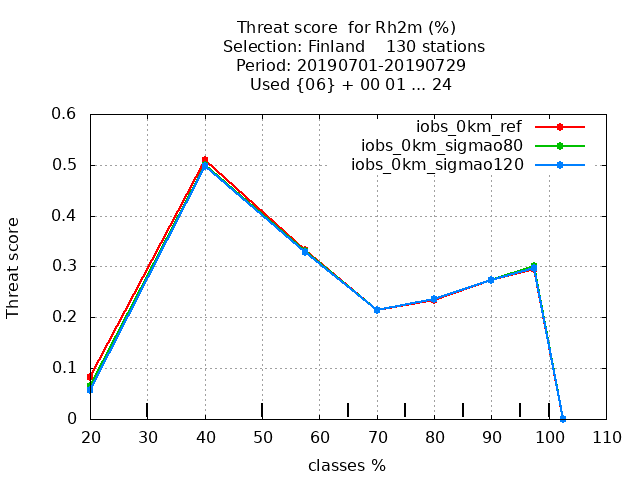 Threat score  for Rh2m (%)
Selection: Finland    130 stations
Period: 20190701-20190729
Used {06} + 00 01 ... 24
iobs_0km_ref
iobs_0km_sigmao80
iobs_0km_sigmao120
Threat score
0.6
0.5
0.4
0.3
0.2
0.1
0
20 30 40 50 60 70 80 90 100 110
classes %